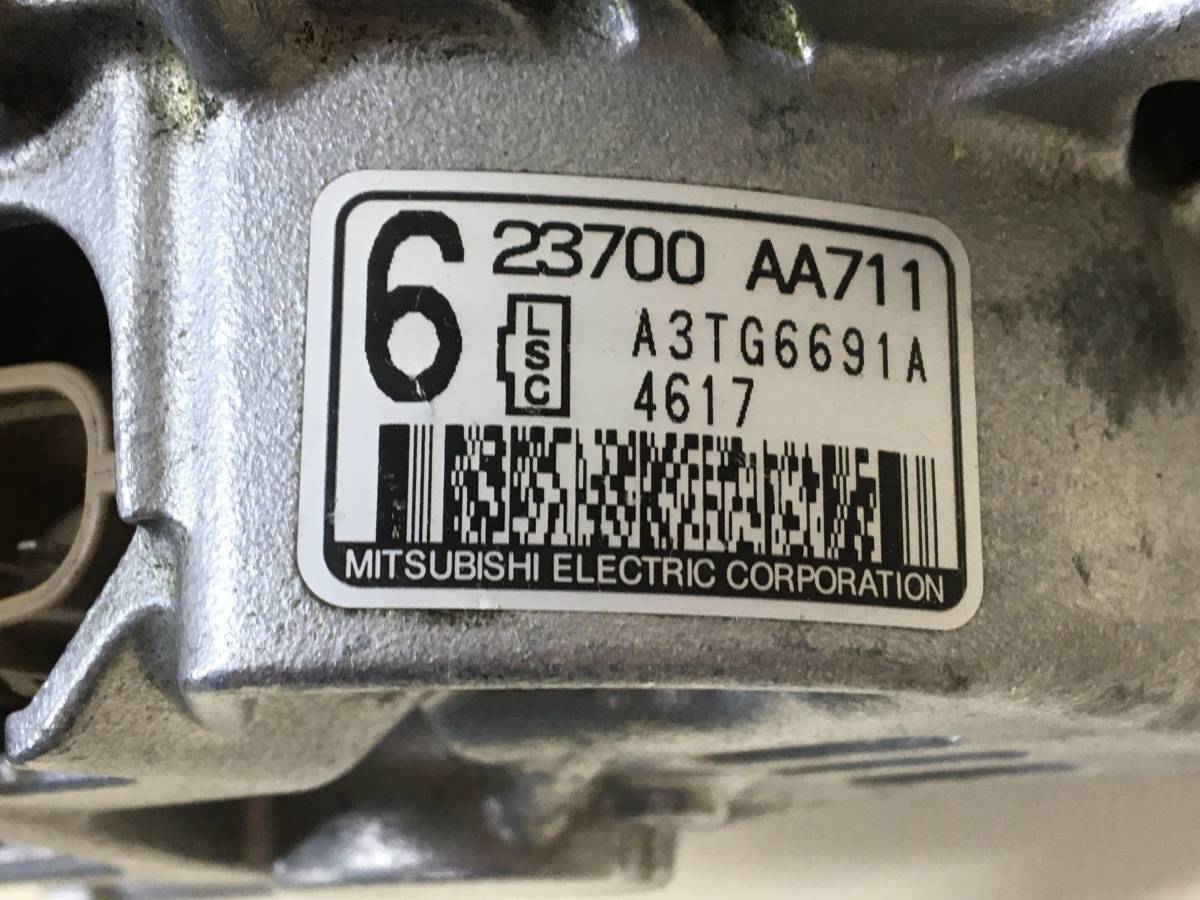 6 23700 AA711
LSC A3TG6691A
4617
MITSUBISHI ELECTRIC CORPORATION